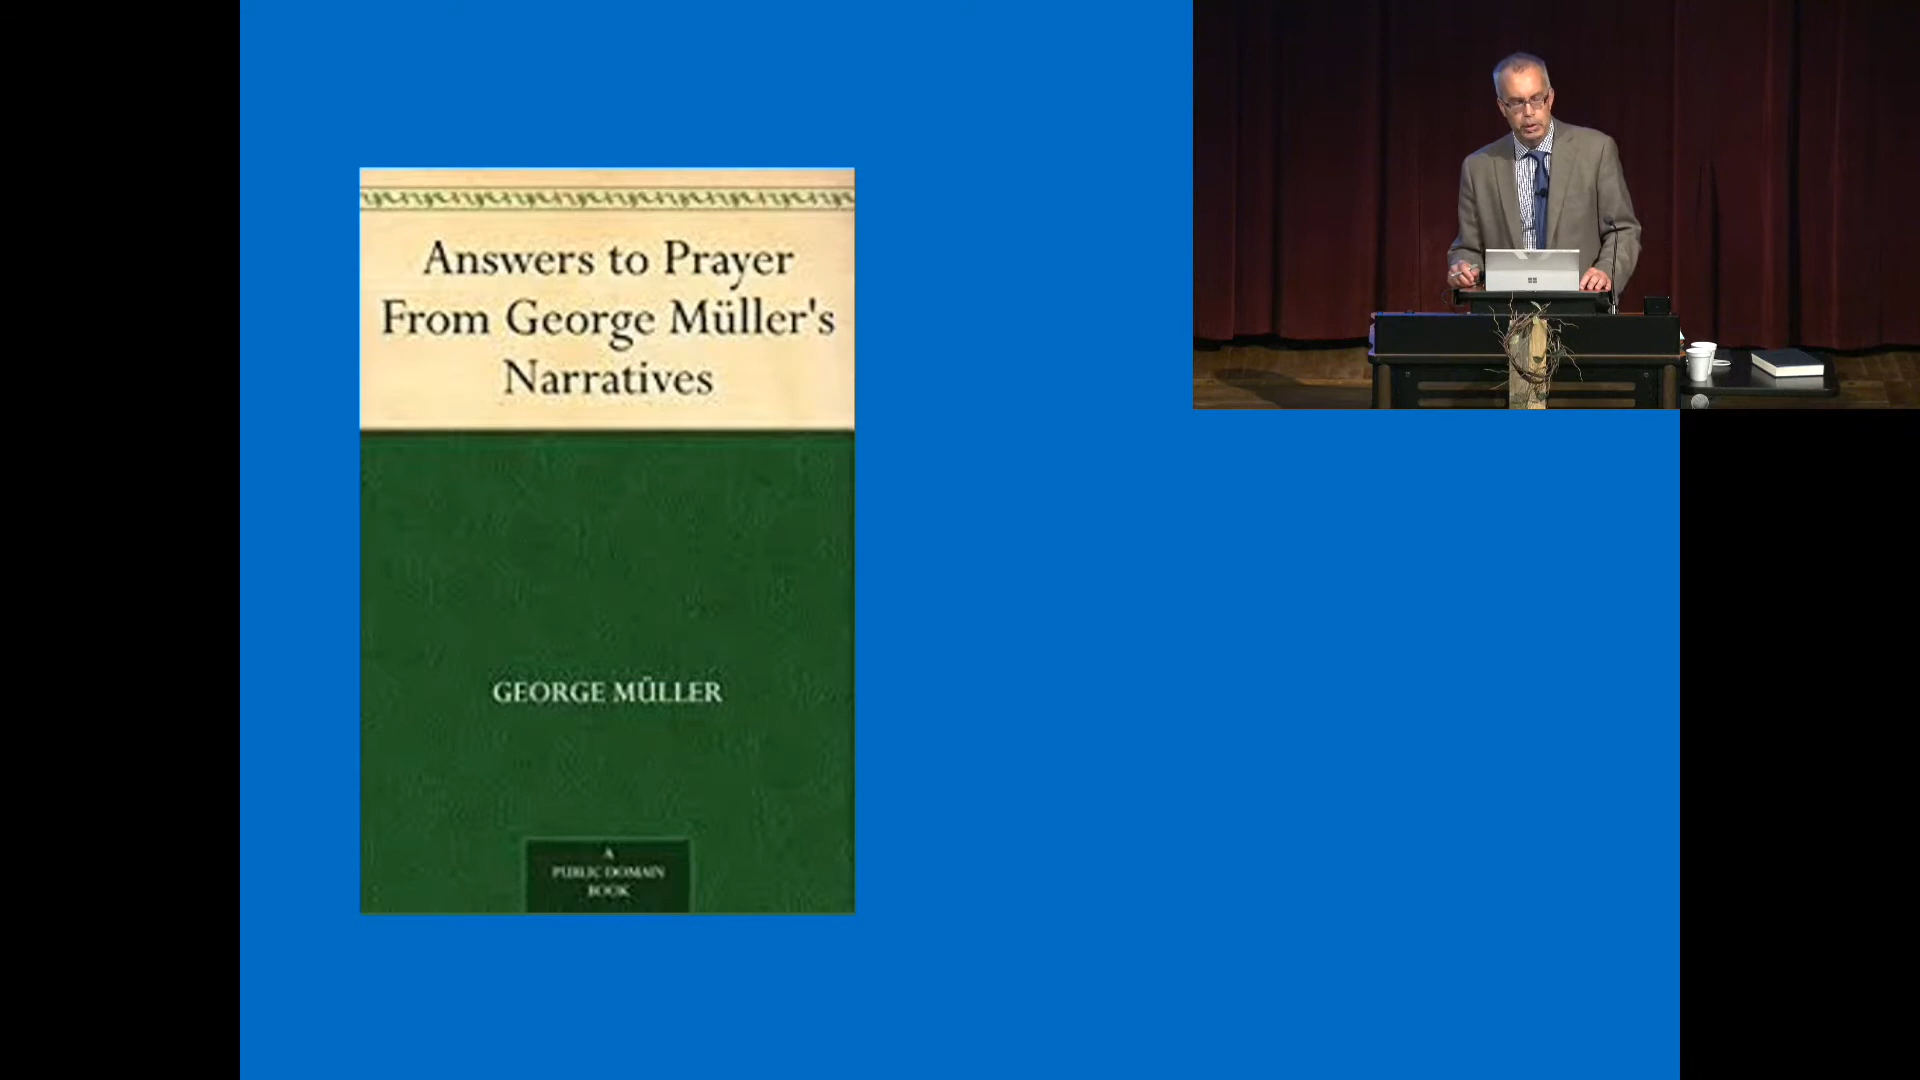 Answers to Prayer
From George Müller's
Narratives
GEORGE MÜLLER
A
PUBLIC DOMAIN
BOOK